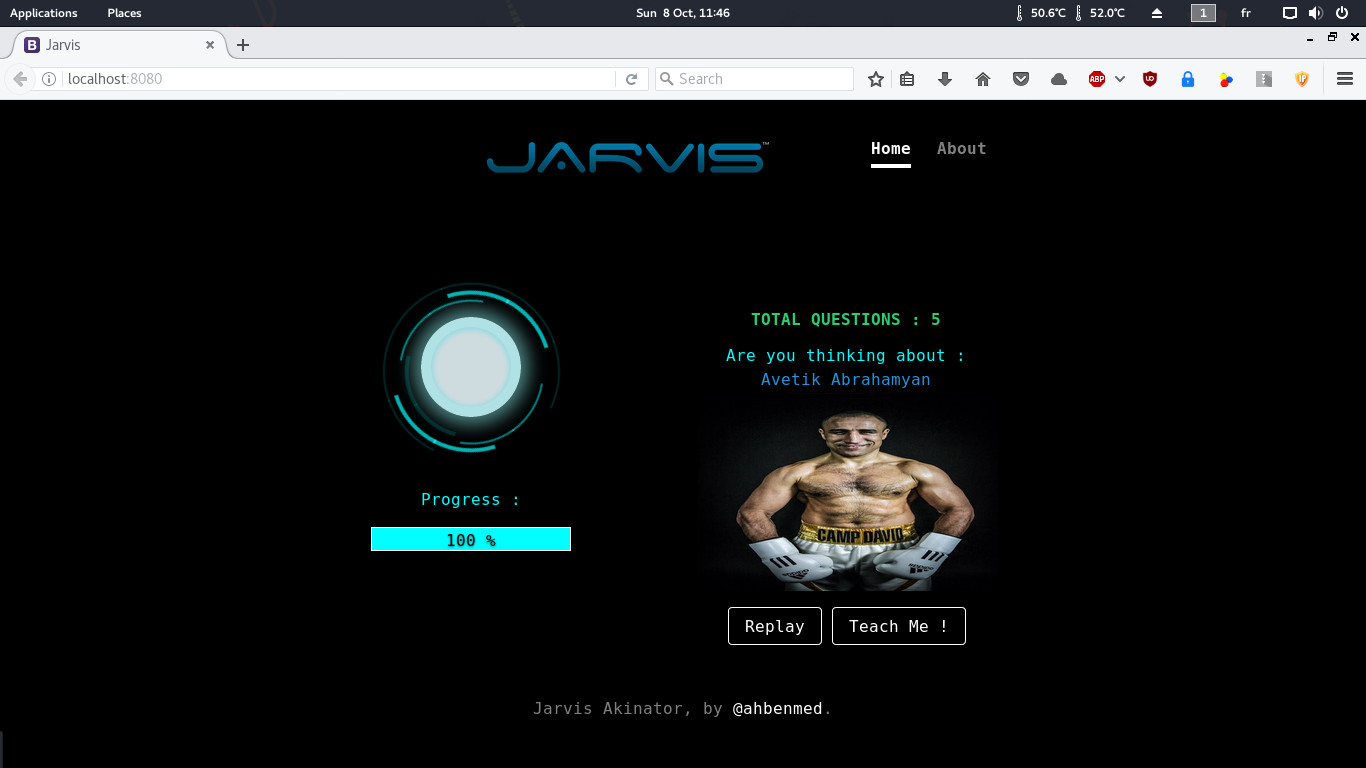 Applications Places Sun 8 Oct, 11:46 50.6°C 52.0°C 1 fr
B Jarvis
localhost:8080 Search ABP
JARVIS™ Home About
TOTAL QUESTIONS : 5
Are you thinking about :
Avetik Abrahamyan
CAMP DAVID
Progress :
100 %
Replay Teach Me !
Jarvis Akinator, by @ahbenmed.